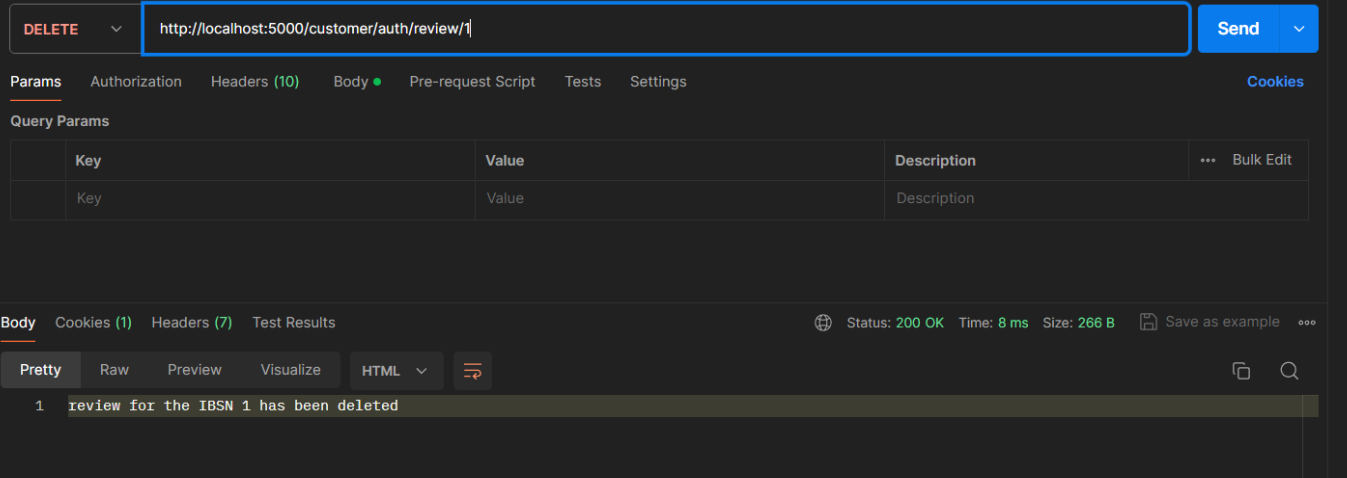 DELETE http://localhost:5000/customer/auth/review/1 Send
Params Authorization Headers (10) Body Pre-request Script Tests Settings Cookies
Query Params
Key Value Description Bulk Edit
Key Value Description
Body Cookies (1) Headers (7) Test Results Status: 200 OK Time: 8 ms Size: 266 B Save as example
Pretty Raw Preview Visualize HTML
1 review for the IBSN 1 has been deleted